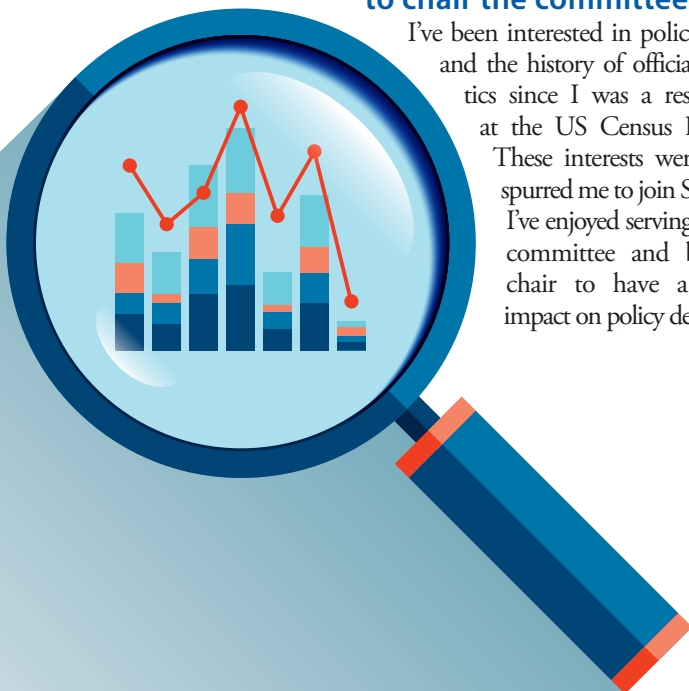 to chair the committee
I've been interested in polic
and the history of official
tics since I was a res
at the US Census
These interests wer
spurred me to join S
I've enjoyed serving
committee and
chair to have a
impact on policy de